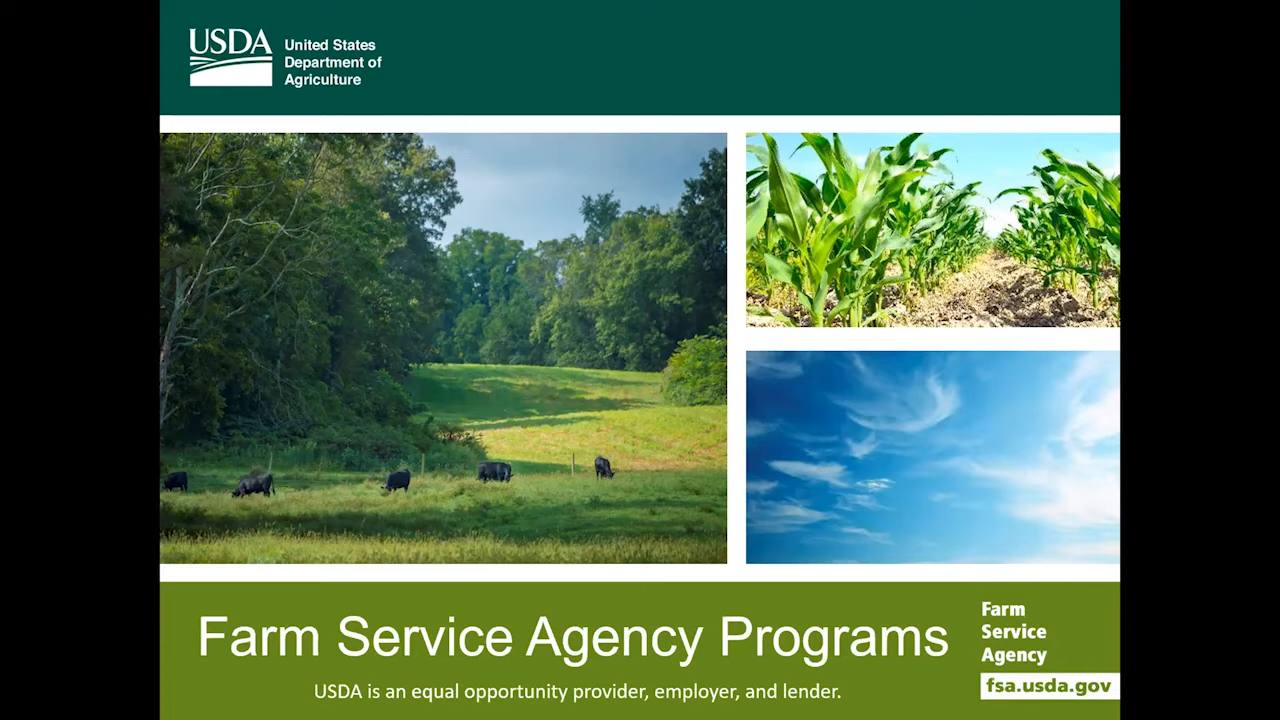 USDA
United States
Department of
Agriculture
Farm Service Agency Programs
USDA is an equal opportunity provider, employer, and lender.
Farm
Service
Agency
fsa.usda.gov